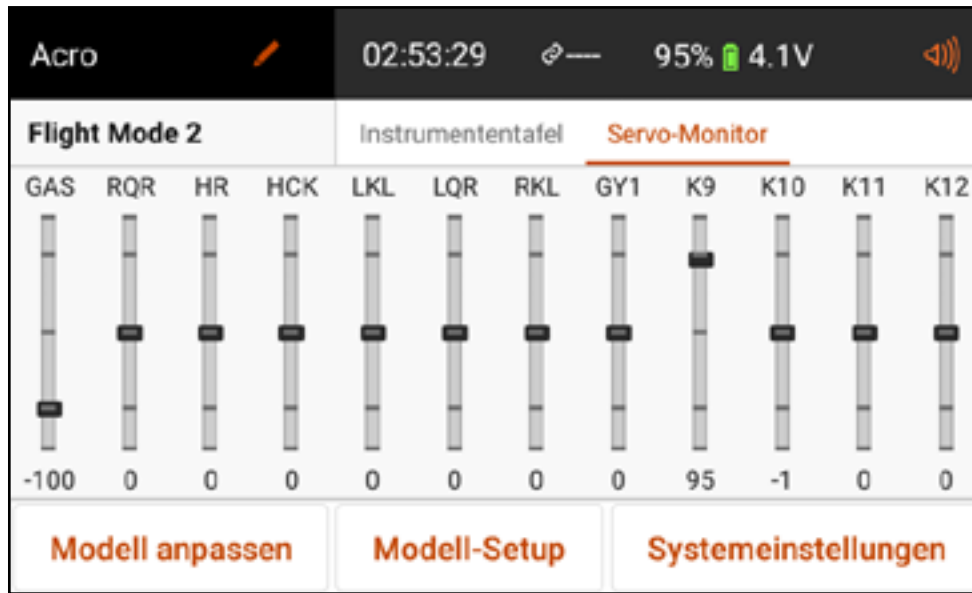 Acro 02:53:29 ---- 95% 4.1V
Flight Mode 2 Instrumententafel Servo-Monitor
GAS RQR HR HCK LKL LQR RKL GY1 K9 K10 K11 K12
-100 0 0 0 0 0 0 0 95 -1 0 0
Modell anpassen Modell-Setup Systemeinstellungen